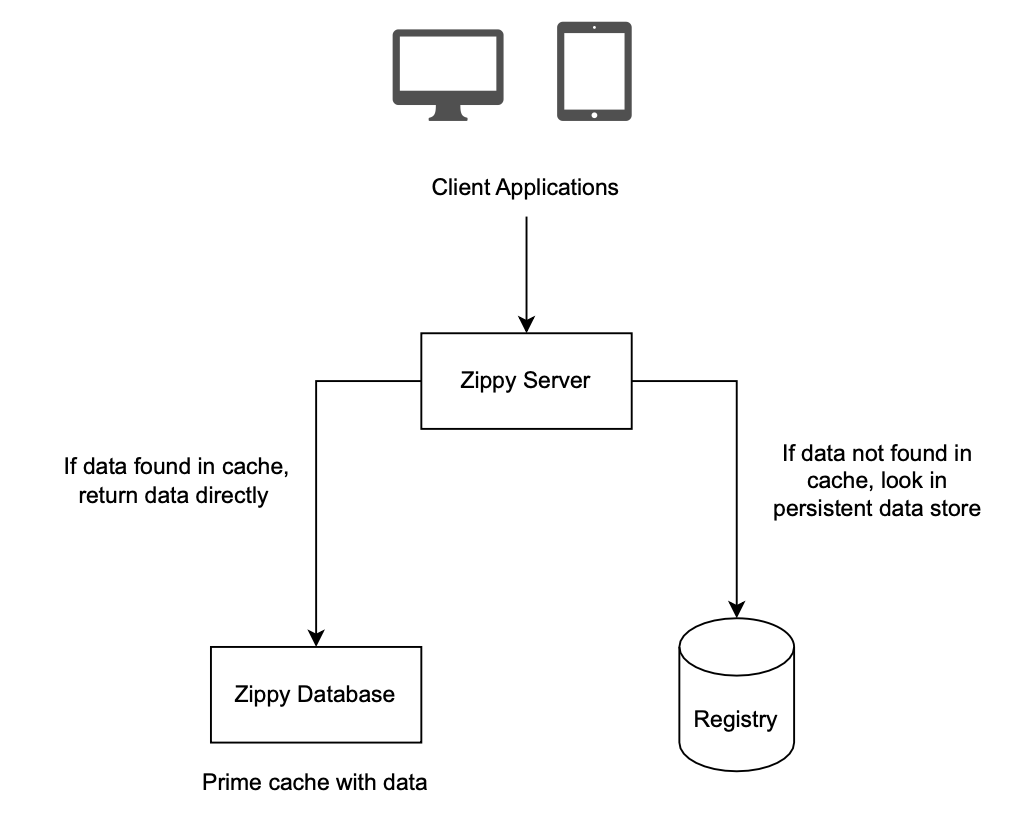 Client Applications
Zippy Server
If data found in cache,
return data directly
If data not found in
cache, look in
persistent data store
Zippy Database
Registry
Prime cache with data